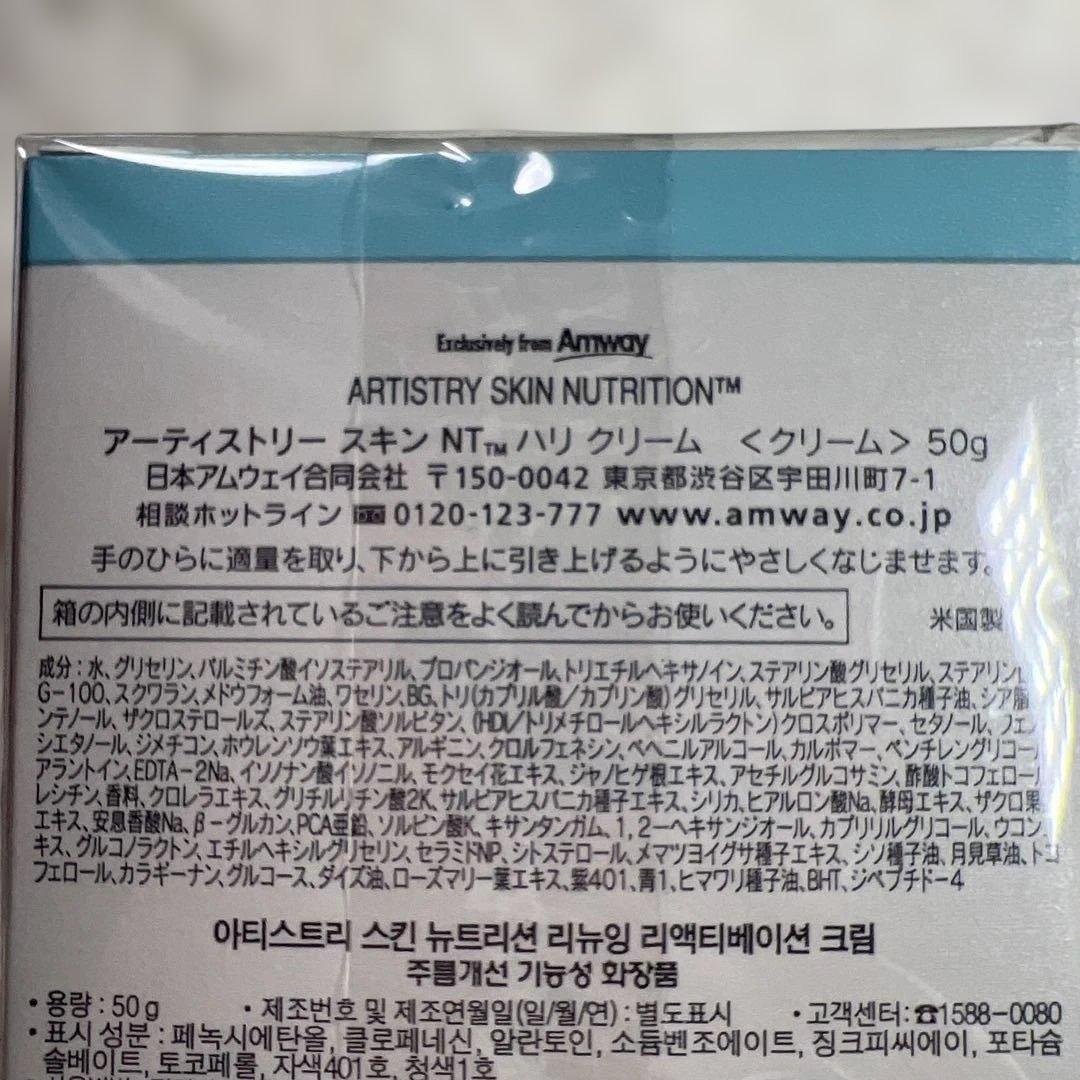 Exclusively from Amway
ARTISTRY SKIN NUTRITION™
アーティストリー スキン NT™ ハリ クリーム <クリーム> 50g
日本アムウェイ合同会社 〒150-0042 東京都渋谷区宇田川町7-1
相談ホットライン 0120-123-777 www.amway.co.jp
手のひらに適量を取り、下から上に引き上げるようにやさしくなじませます。
箱の内側に記載されているご注意をよく読んでからお使いください。 米国製
成分:水、グリセリン、パルミチン酸イソステアリル、プロパンジオール、トリエチルヘキサノイン、ステアリン酸グリセリル、ステアリン
G-100、スクワラン、メドウフォーム油、ワセリン、BG、トリ(カプリル酸/カプリン酸)グリセリル、サルビアヒスパニカ種子油、シア脂
ンテノール、ザクロステロールズ、ステアリン酸ソルビタン、(HDI/トリメチロールヘキシルラクトン)クロスポリマー、セタノール、フェノ
シエタノール、ジメチコン、ホウレンソウ葉エキス、アルギニン、クロルフェネシン、ベヘニルアルコール、カルボマー、ペンチレングリコール
アラントイン、EDTA-2Na、イソノナン酸イソノニル、モクセイ花エキス、ジャノヒゲ根エキス、アセチルグルコサミン、酢酸トコフェロール
レシチン、香料、クロレラエキス、グリチルリチン酸2K、サルビアヒスパニカ種子エキス、シリカ、ヒアルロン酸Na、酵母エキス、ザクロ果
エキス、安息香酸Na、β-グルカン、PCA亜鉛、ソルビン酸K、キサンタンガム、1,2-ヘキサンジオール、カプリリルグリコール、ウコン
キス、グルコノラクトン、エチルヘキシルグリセリン、セラミドNP、シトステロール、メマツヨイグサ種子エキス、シソ種子油、月見草油、トコ
フェロール、カラギーナン、グルコース、ダイズ油、ローズマリー葉エキス、紫401、青1、ヒマワリ種子油、BHT、ジペプチド-4
아티스트리 스킨 뉴트리션 리뉴잉 리액티베이션 크림
주름개선 기능성 화장품
• 용량 : 50g • 제조번호 및 제조연월일(일/월/연) : 별도표시 • 고객센터:☎1588-0080
• 표시 성분 : 페녹시에탄올, 클로페네신, 알란토인, 소듐벤조에이트, 징크피씨에이, 포타슘
솔베이트, 토코페롤, 자색401호, 청색1호